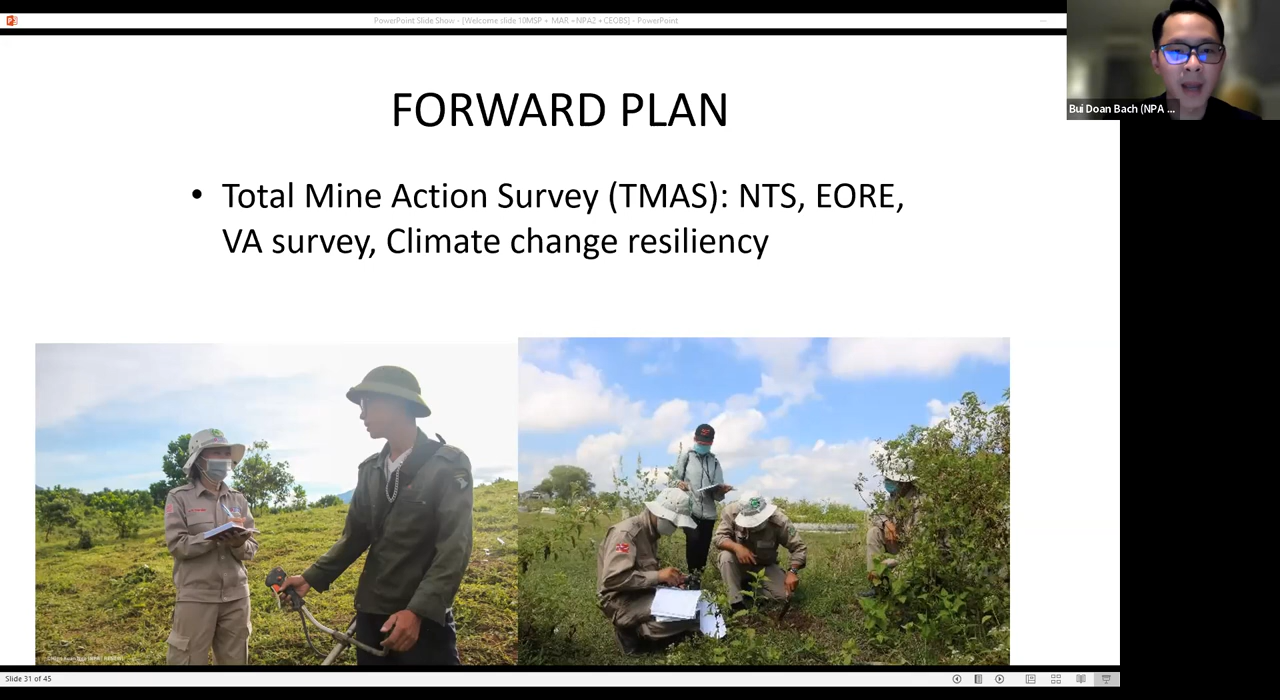 PowerPoint Slide Show - [Welcome slide 10MSP + MAR +NPA2 + CEOBS] - PowerPoint
Bui Doan Bach (NPA ...
FORWARD PLAN
• Total Mine Action Survey (TMAS): NTS, EORE,
VA survey, Climate change resiliency
Slide 31 of 45